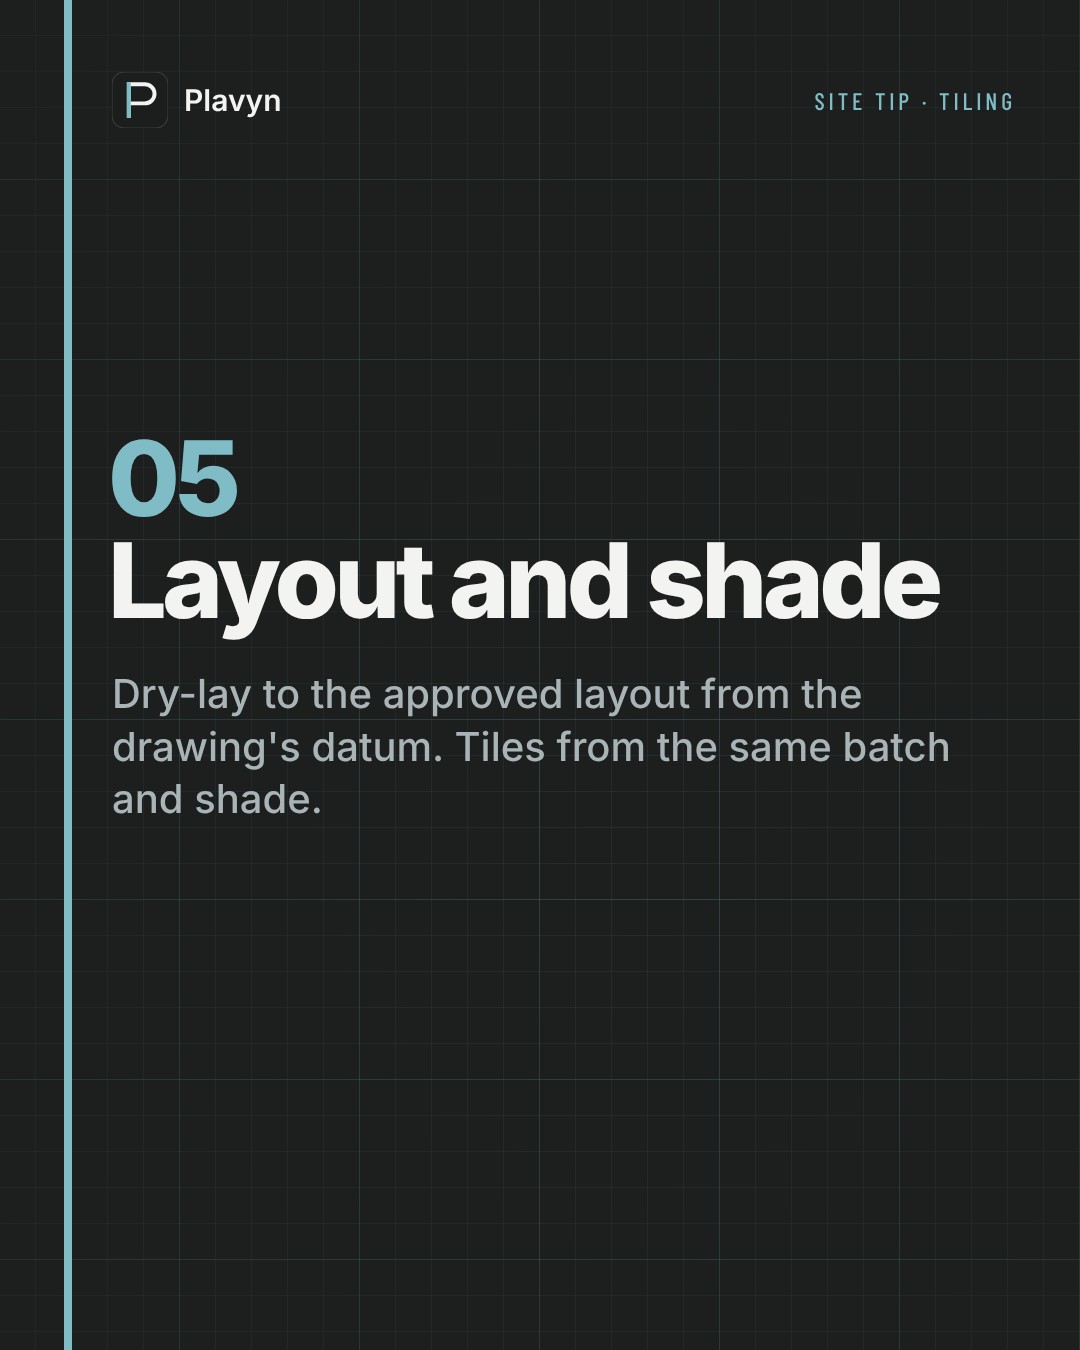 Plavyn
SITE TIP · TILING
05
Layout and shade
Dry-lay to the approved layout from the
drawing's datum. Tiles from the same batch
and shade.